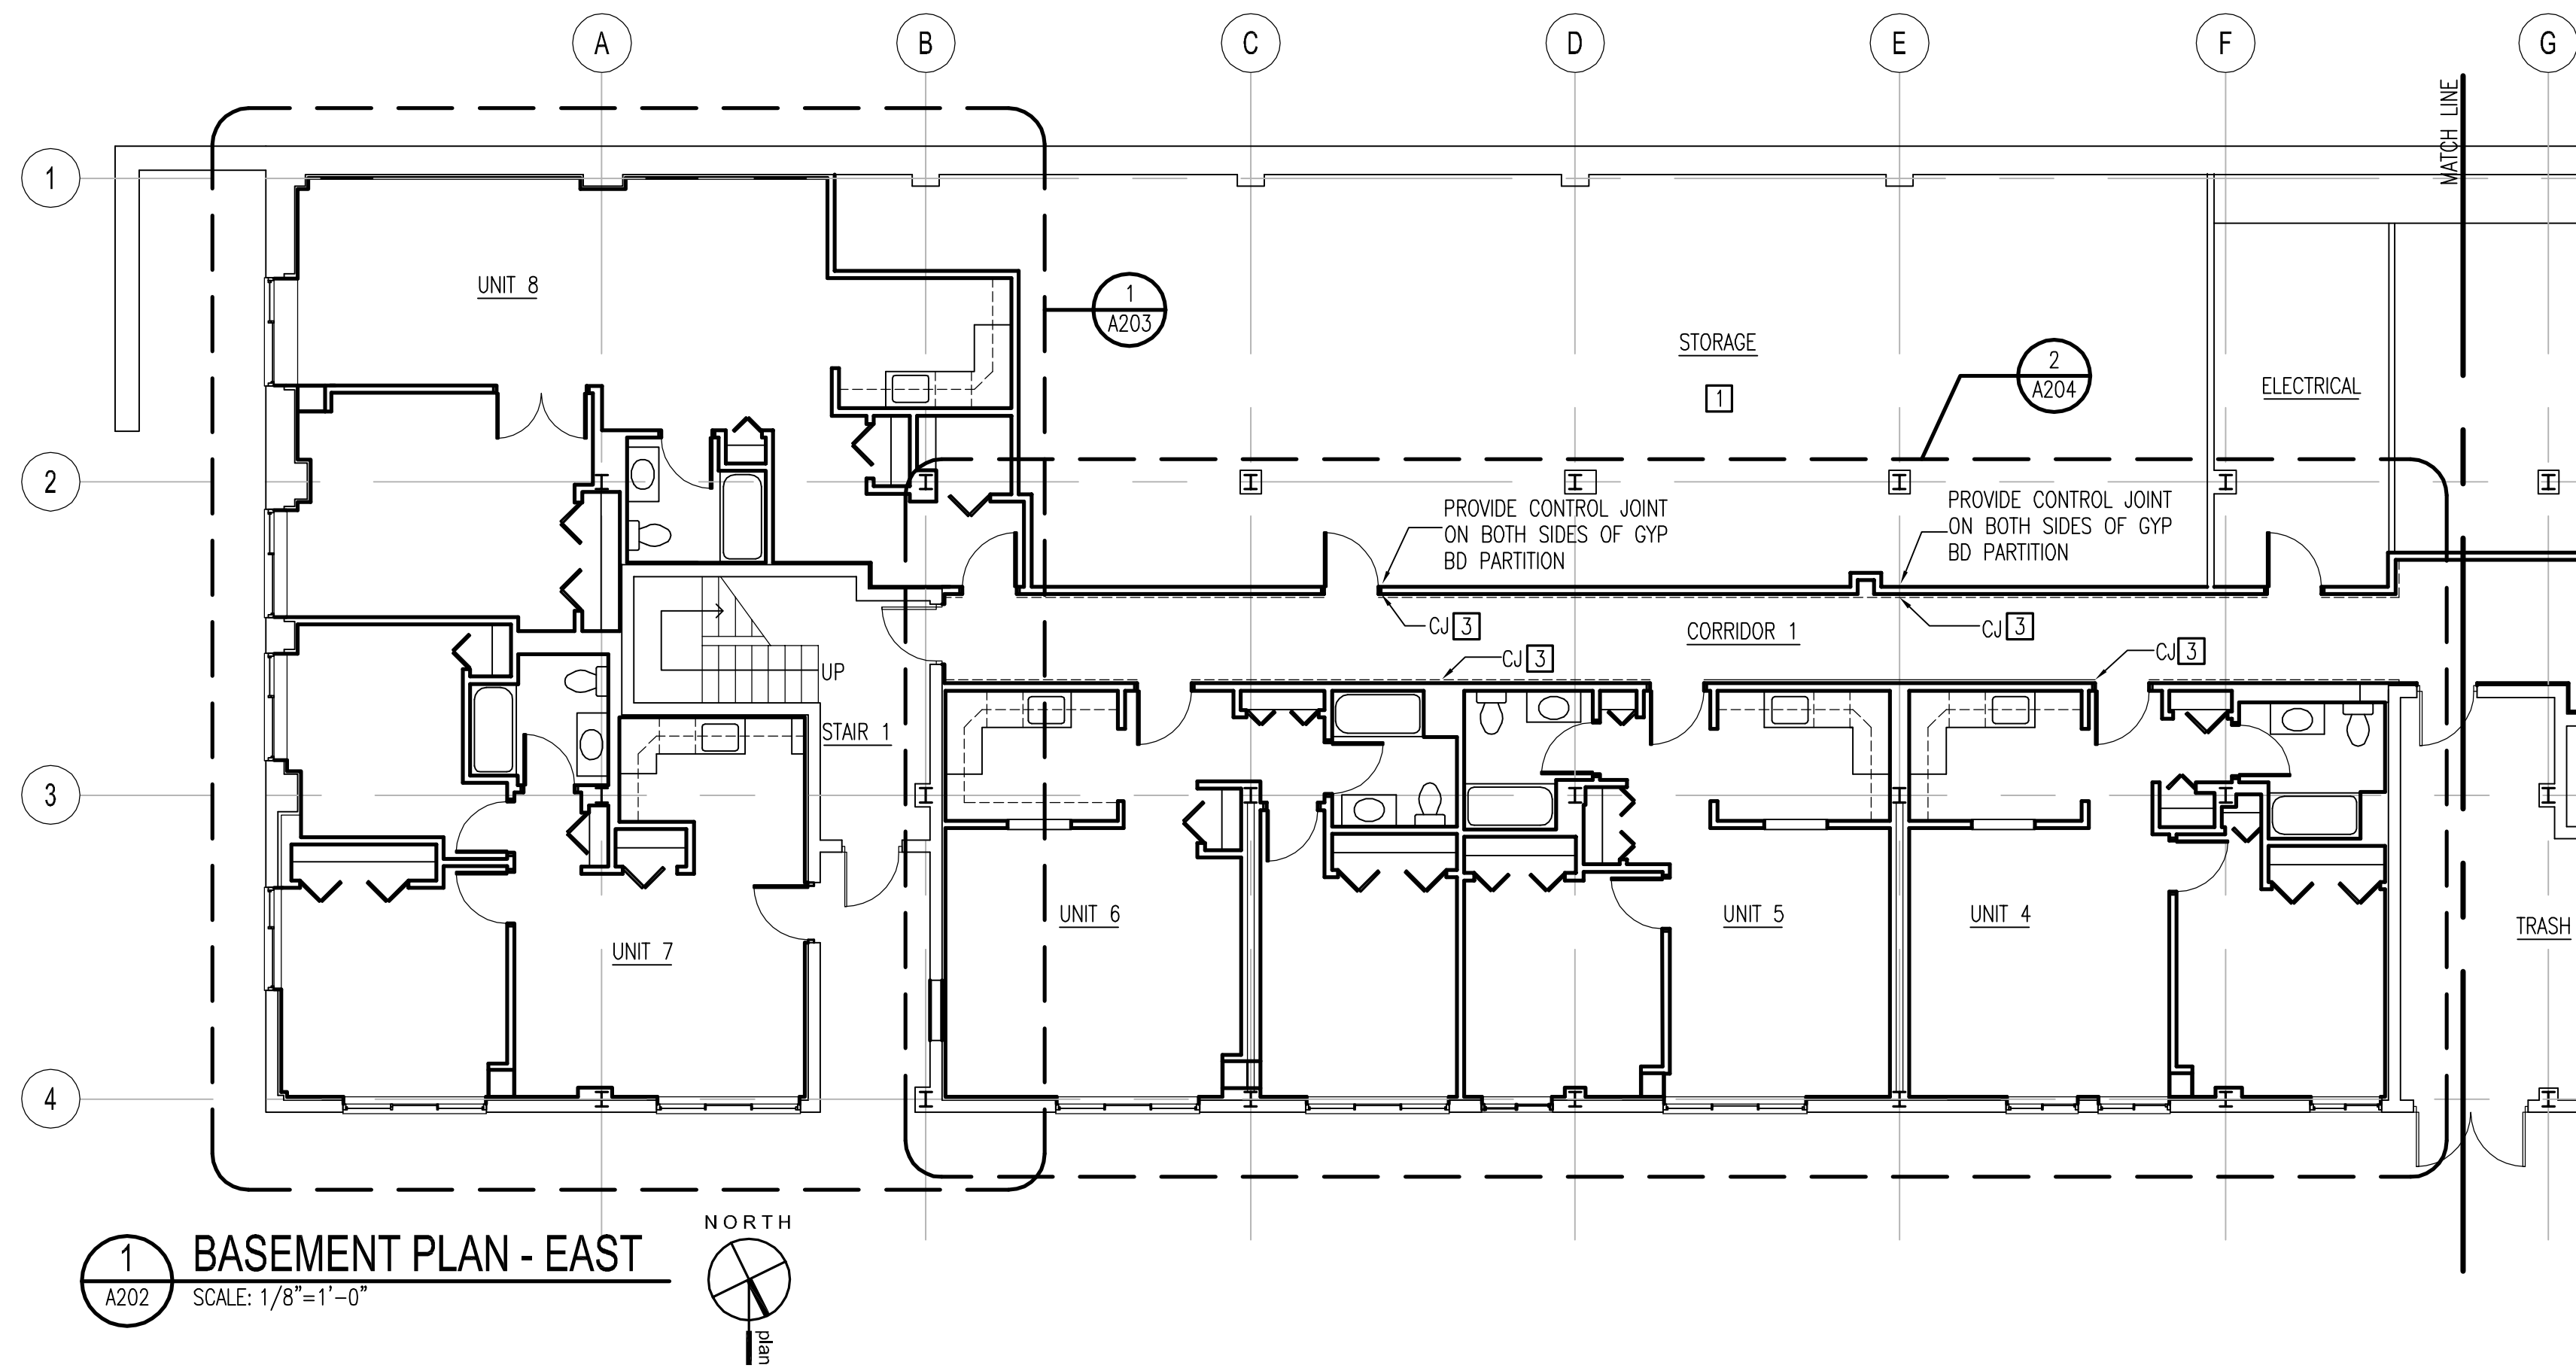 A B C D E F G
MATCH LINE
1
UNIT 8
1
A203
STORAGE
1
2
A204
ELECTRICAL
2
PROVIDE CONTROL JOINT
ON BOTH SIDES OF GYP
BD PARTITION
PROVIDE CONTROL JOINT
ON BOTH SIDES OF GYP
BD PARTITION
CJ 3
CORRIDOR 1
CJ 3
CJ 3
CJ 3
UP
STAIR 1
3
UNIT 7
UNIT 6
UNIT 5
UNIT 4
TRASH
4
1
A202
BASEMENT PLAN - EAST
SCALE: 1/8"=1'-0"
NORTH
plan